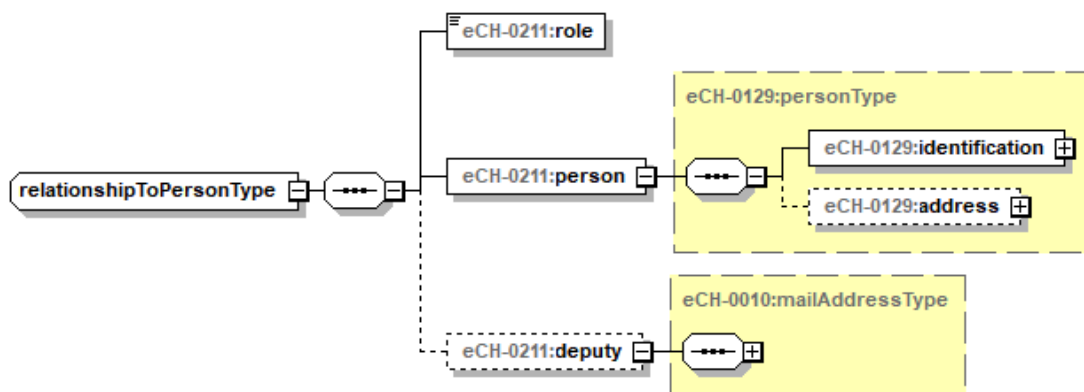 eCH-0211:role
eCH-0129:personType
eCH-0129:identification
relationshipToPersonType
eCH-0211:person
eCH-0129:address
eCH-0010:mailAddressType
eCH-0211:deputy